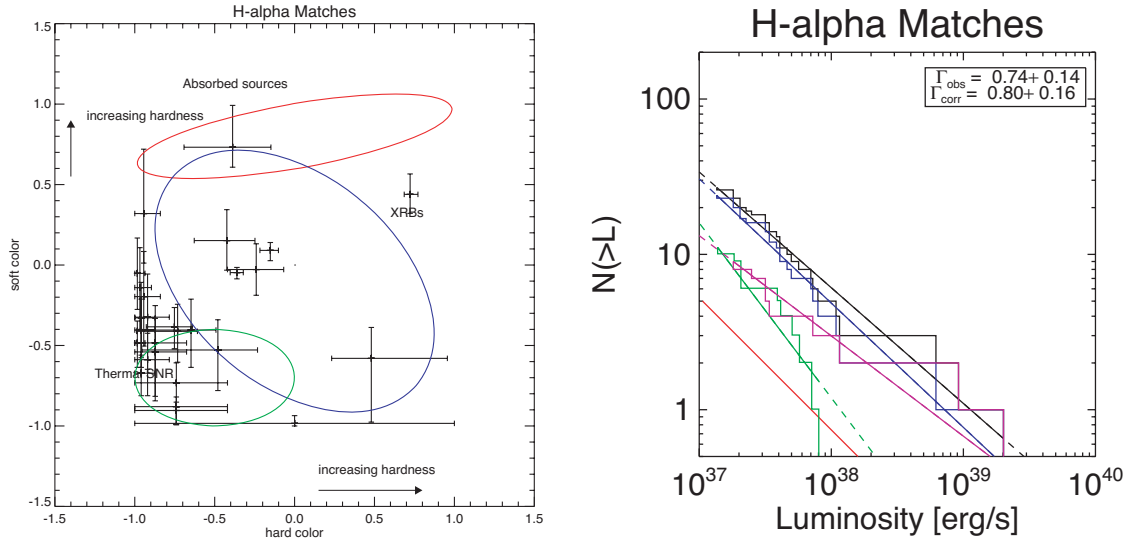 H-alpha Matches
1.5
1.0
0.5
0.0
-0.5
-1.0
-1.5
soft color
Absorbed sources
increasing hardness
XRBs
Thermal SNR
increasing hardness
-1.5 -1.0 -0.5 0.0 0.5 1.0 1.5
hard color
H-alpha Matches
Γobs = 0.74+ 0.14
Γcorr = 0.80+ 0.16
100
10
1
N(>L)
10^37 10^38 10^39 10^40
Luminosity [erg/s]